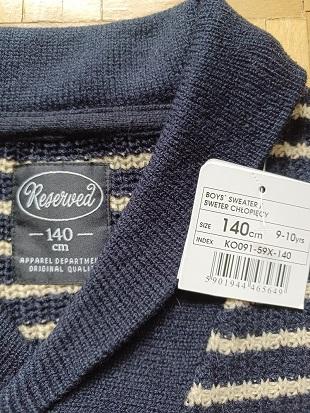 Reserved
140
cm
APPAREL DEPARTMENT
ORIGINAL QUALITY
BOYS` SWEATER /
SWETER CHŁOPIĘCY
SIZE 140cm 9-10yrs
INDEX KO091-59X-140
5901944465649